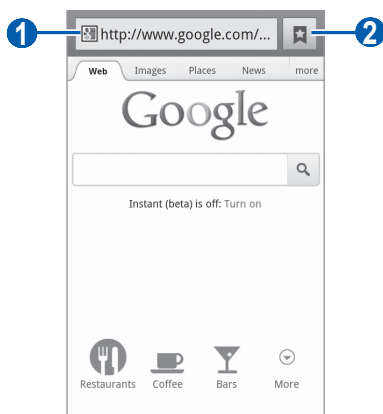 1 http://www.google.com/... 2
Web Images Places News more
Google
Instant (beta) is off: Turn on
Restaurants Coffee Bars More